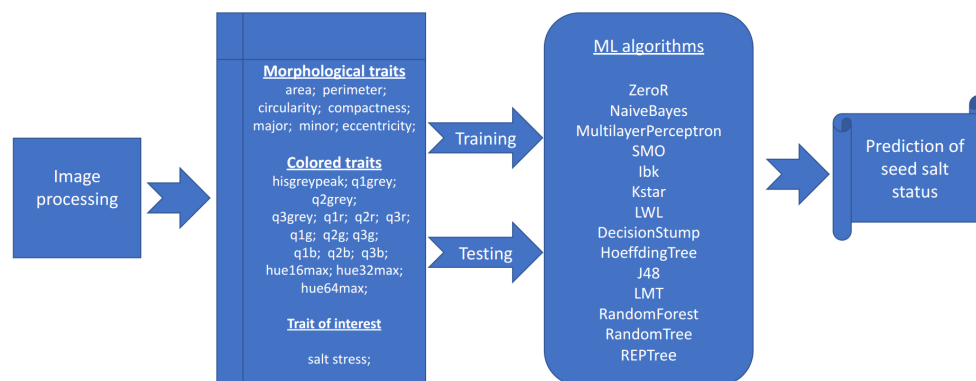 Image
processing
Morphological traits
area; perimeter;
circularity; compactness;
major; minor; eccentricity;
Colored traits
hisgreypeak; q1grey;
q2grey;
q3grey; q1r; q2r; q3r;
q1g; q2g; q3g;
q1b; q2b; q3b;
hue16max; hue32max;
hue64max;
Trait of interest
salt stress;
Training
Testing
ML algorithms
ZeroR
NaiveBayes
MultilayerPerceptron
SMO
Ibk
Kstar
LWL
DecisionStump
HoeffdingTree
J48
LMT
RandomForest
RandomTree
REPTree
Prediction of
seed salt
status